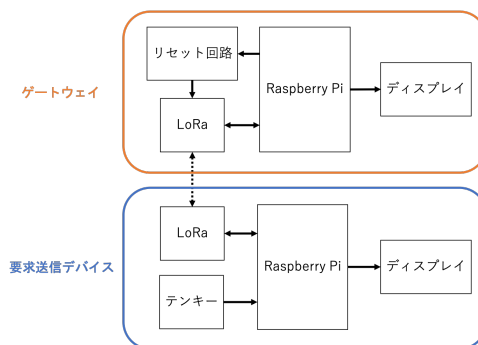 リセット回路
Raspberry Pi
ディスプレイ
ゲートウェイ
LoRa
LoRa
Raspberry Pi
ディスプレイ
要求送信デバイス
テンキー